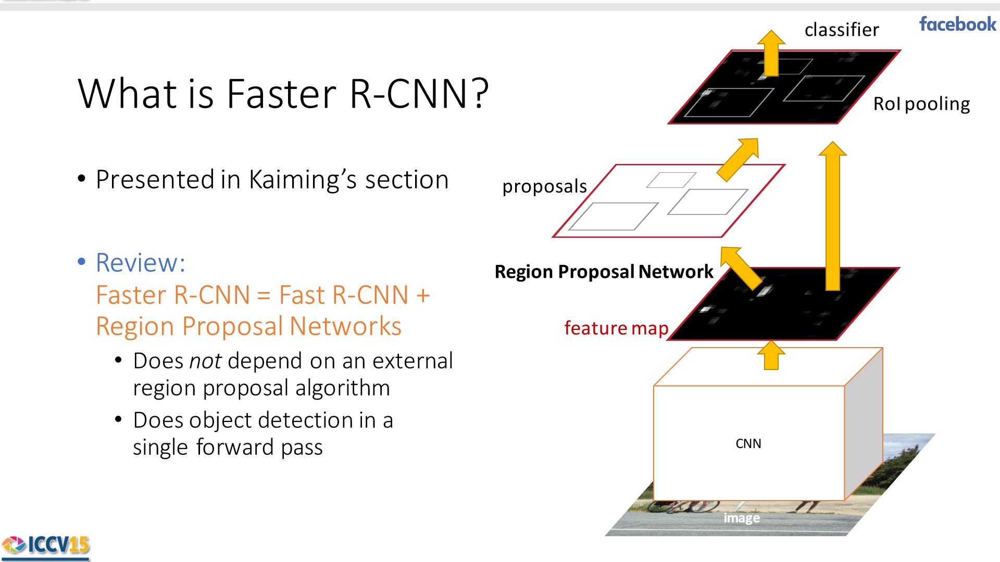 facebook
What is Faster R-CNN?
• Presented in Kaiming’s section
• Review:
Faster R-CNN = Fast R-CNN +
Region Proposal Networks
• Does not depend on an external
region proposal algorithm
• Does object detection in a
single forward pass
classifier
RoI pooling
proposals
Region Proposal Network
feature map
CNN
image
ICCV15